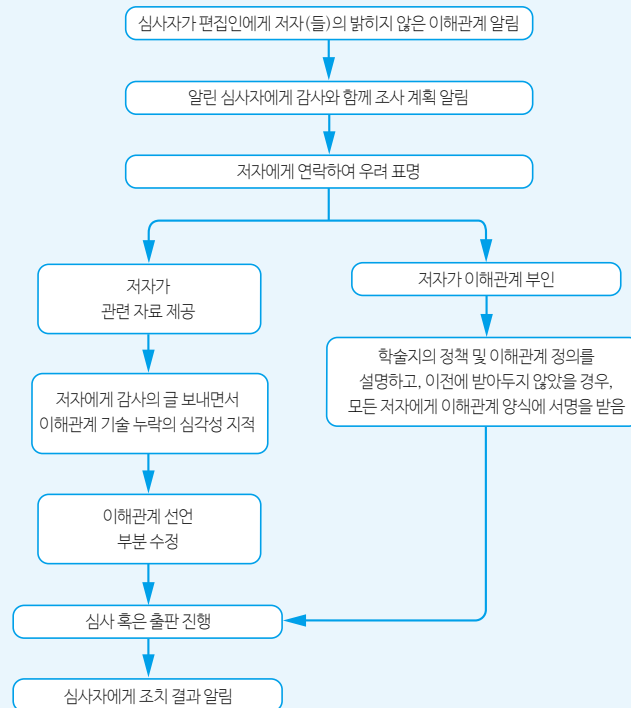 심사자가 편집인에게 저자(들)의 밝히지 않은 이해관계 알림
알린 심사자에게 감사와 함께 조사 계획 알림
저자에게 연락하여 우려 표명
저자가
관련 자료 제공
저자에게 감사의 글 보내면서
이해관계 기술 누락의 심각성 지적
이해관계 선언
부분 수정
저자가 이해관계 부인
학술지의 정책 및 이해관계 정의를
설명하고, 이전에 받아두지 않았을 경우,
모든 저자에게 이해관계 양식에 서명을 받음
심사 혹은 출판 진행
심사자에게 조치 결과 알림